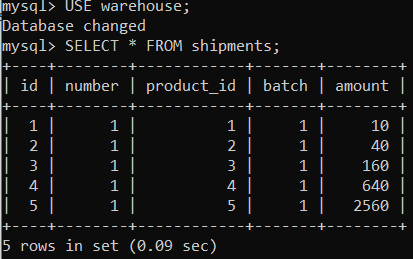 mysql> USE warehouse;
Database changed
mysql> SELECT * FROM shipments;
+----+--------+------------+-------+--------+
| id | number | product_id | batch | amount |
+----+--------+------------+-------+--------+
|  1 |      1 |          1 |     1 |     10 |
|  2 |      1 |          2 |     1 |     40 |
|  3 |      1 |          3 |     1 |    160 |
|  4 |      1 |          4 |     1 |    640 |
|  5 |      1 |          5 |     1 |   2560 |
+----+--------+------------+-------+--------+
5 rows in set (0.09 sec)